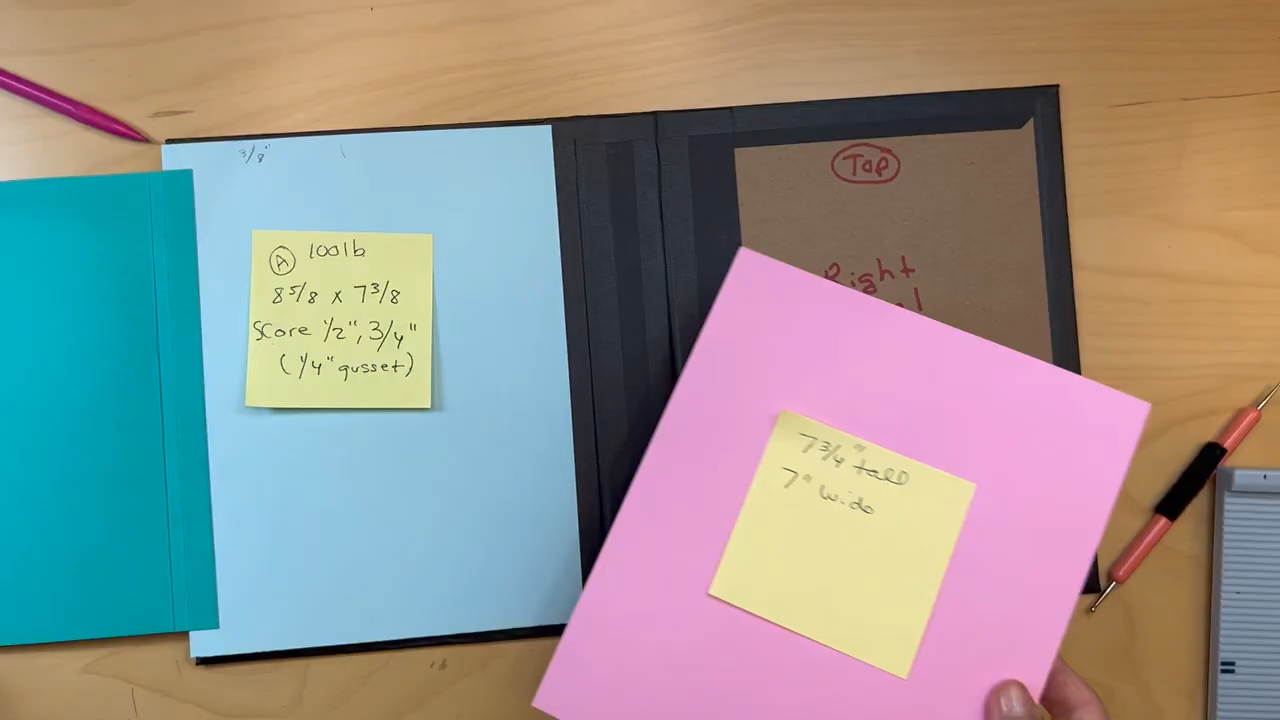 3/8"
A 100lb
8 5/8 x 7 3/8
Score 1/2", 3/4"
(1/4" gusset)
Top
Right
7 3/4" tall
7" wide